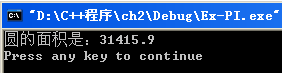 "D:\C++程序\ch2\Debug\Ex-PI.exe"
圆的面积是：31415.9
Press any key to continue